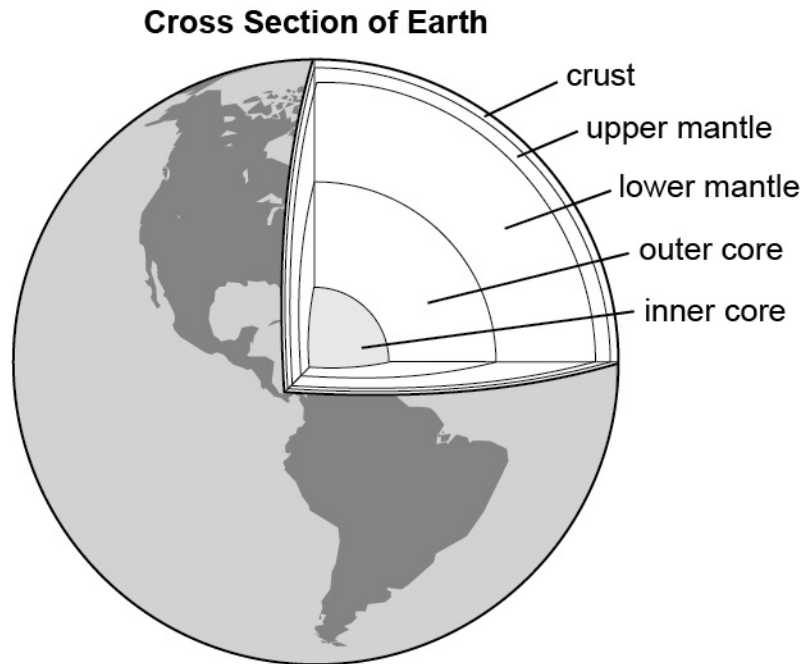 Cross Section of Earth
crust
upper mantle
lower mantle
outer core
inner core